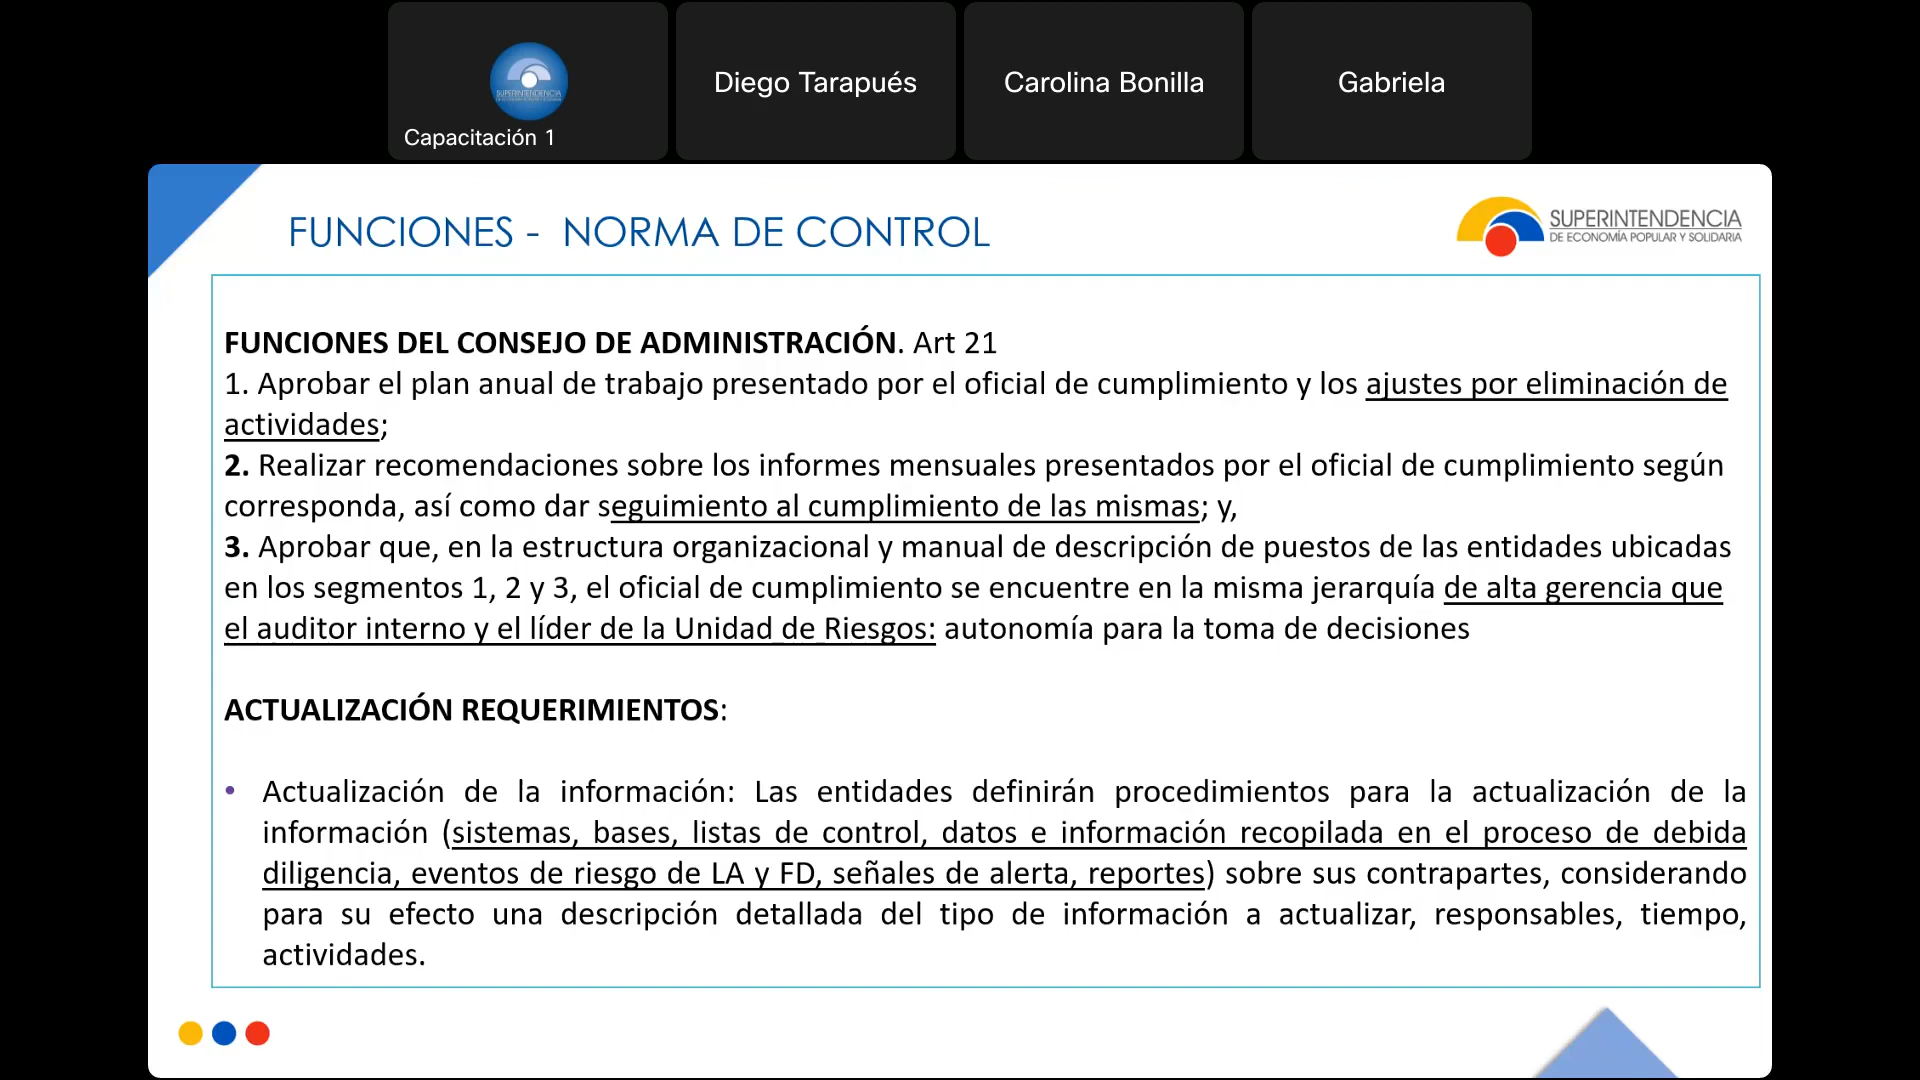 Capacitación 1
Diego Tarapués
Carolina Bonilla
Gabriela
FUNCIONES - NORMA DE CONTROL
SUPERINTENDENCIA
DE ECONOMÍA POPULAR Y SOLIDARIA
FUNCIONES DEL CONSEJO DE ADMINISTRACIÓN. Art 21
1. Aprobar el plan anual de trabajo presentado por el oficial de cumplimiento y los ajustes por eliminación de
actividades;
2. Realizar recomendaciones sobre los informes mensuales presentados por el oficial de cumplimiento según
corresponda, así como dar seguimiento al cumplimiento de las mismas; y,
3. Aprobar que, en la estructura organizacional y manual de descripción de puestos de las entidades ubicadas
en los segmentos 1, 2 y 3, el oficial de cumplimiento se encuentre en la misma jerarquía de alta gerencia que
el auditor interno y el líder de la Unidad de Riesgos: autonomía para la toma de decisiones
ACTUALIZACIÓN REQUERIMIENTOS:
• Actualización de la información: Las entidades definirán procedimientos para la actualización de la
información (sistemas, bases, listas de control, datos e información recopilada en el proceso de debida
diligencia, eventos de riesgo de LA y FD, señales de alerta, reportes) sobre sus contrapartes, considerando
para su efecto una descripción detallada del tipo de información a actualizar, responsables, tiempo,
actividades.